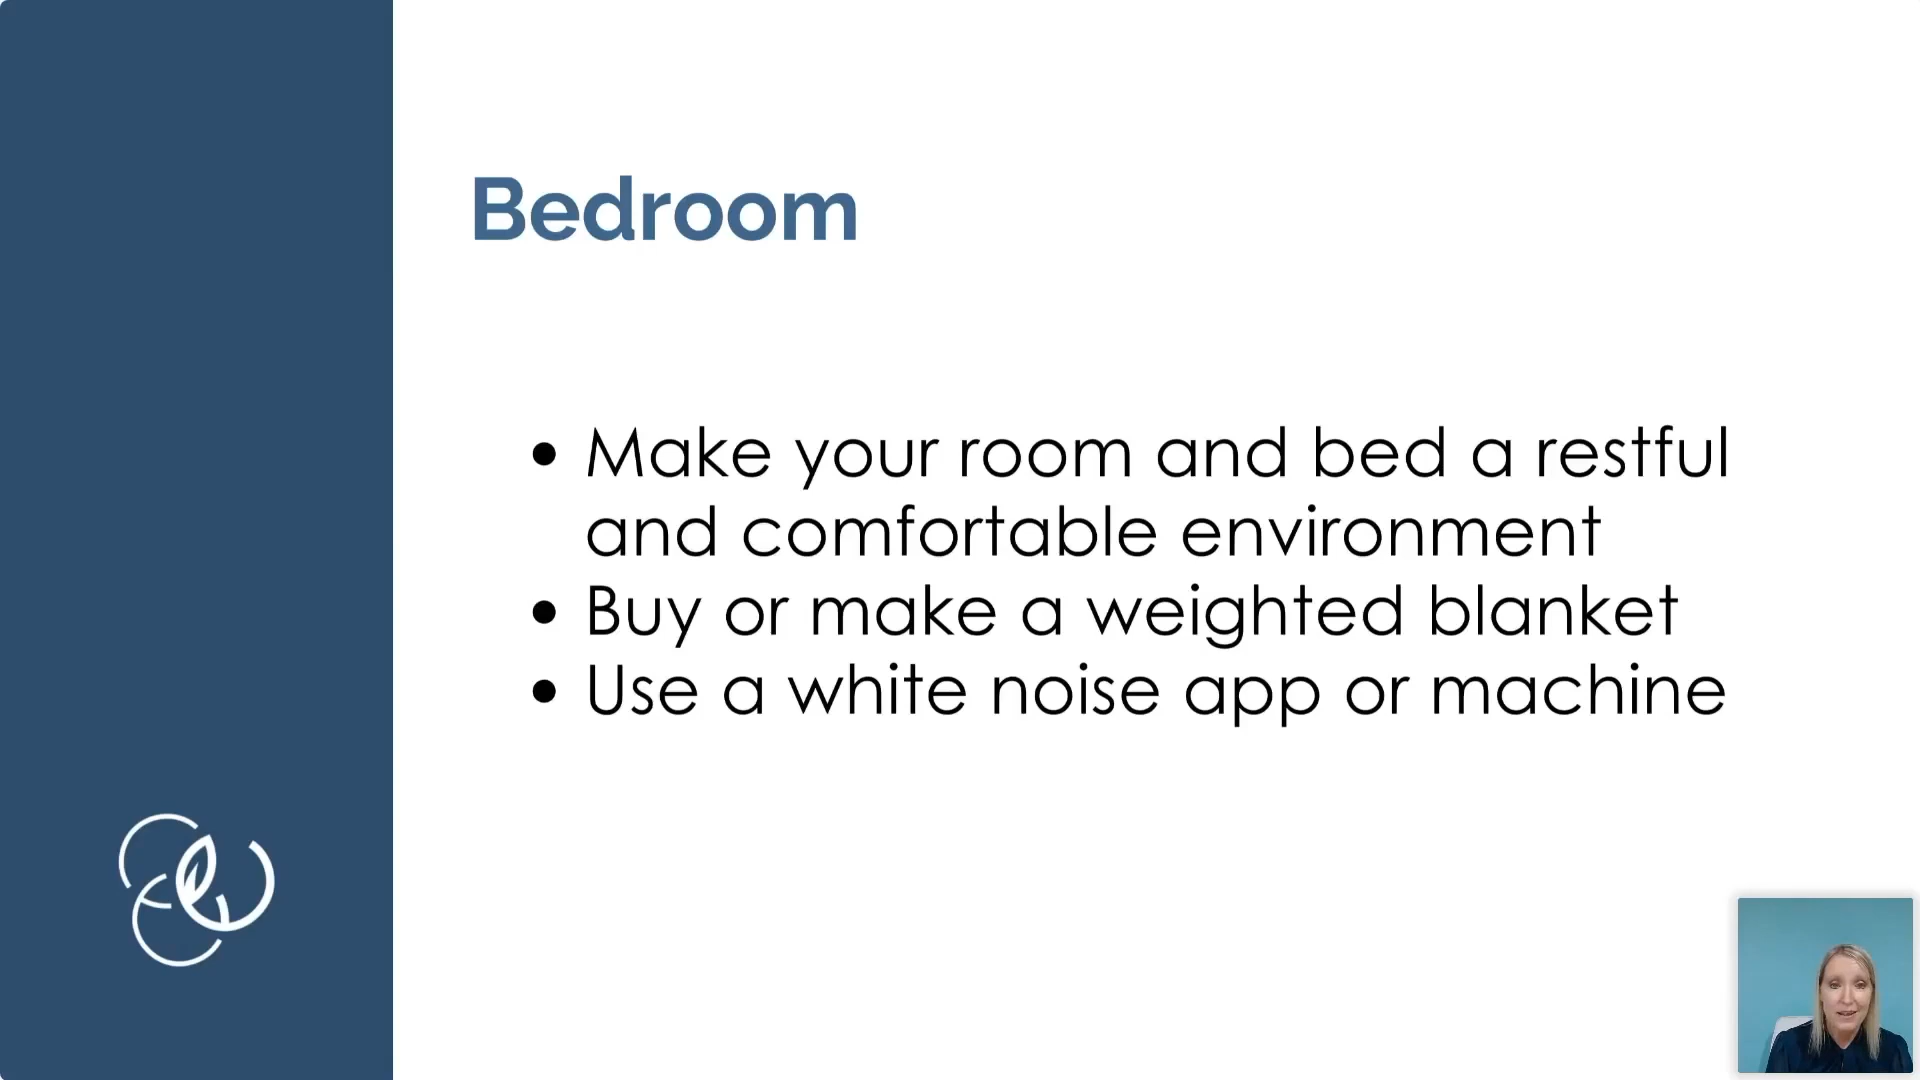 Bedroom
• Make your room and bed a restful
and comfortable environment
• Buy or make a weighted blanket
• Use a white noise app or machine